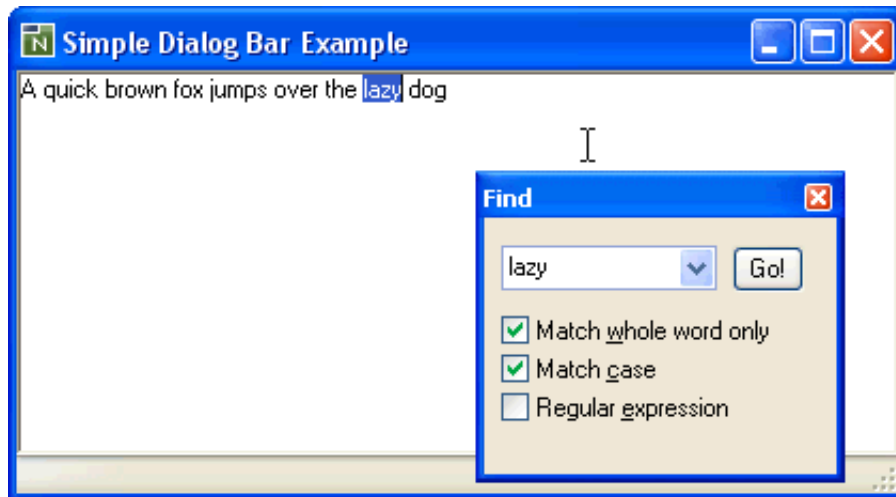 N Simple Dialog Bar Example
A quick brown fox jumps over the lazy dog
Find
lazy Go!
Match whole word only
Match case
Regular expression